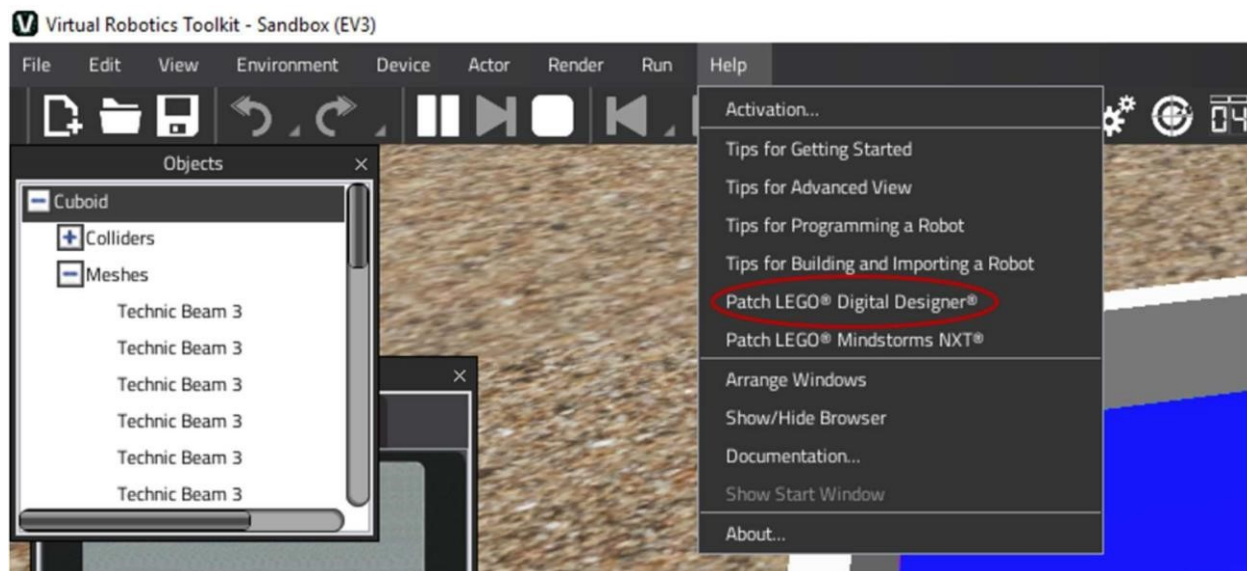 Virtual Robotics Toolkit - Sandbox (EV3)
File Edit View Environment Device Actor Render Run Help
Objects
Cuboid
Colliders
Meshes
Technic Beam 3
Technic Beam 3
Technic Beam 3
Technic Beam 3
Technic Beam 3
Technic Beam 3
Activation...
Tips for Getting Started
Tips for Advanced View
Tips for Programming a Robot
Tips for Building and Importing a Robot
Patch LEGO® Digital Designer®
Patch LEGO® Mindstorms NXT®
Arrange Windows
Show/Hide Browser
Documentation...
Show Start Window
About...
04